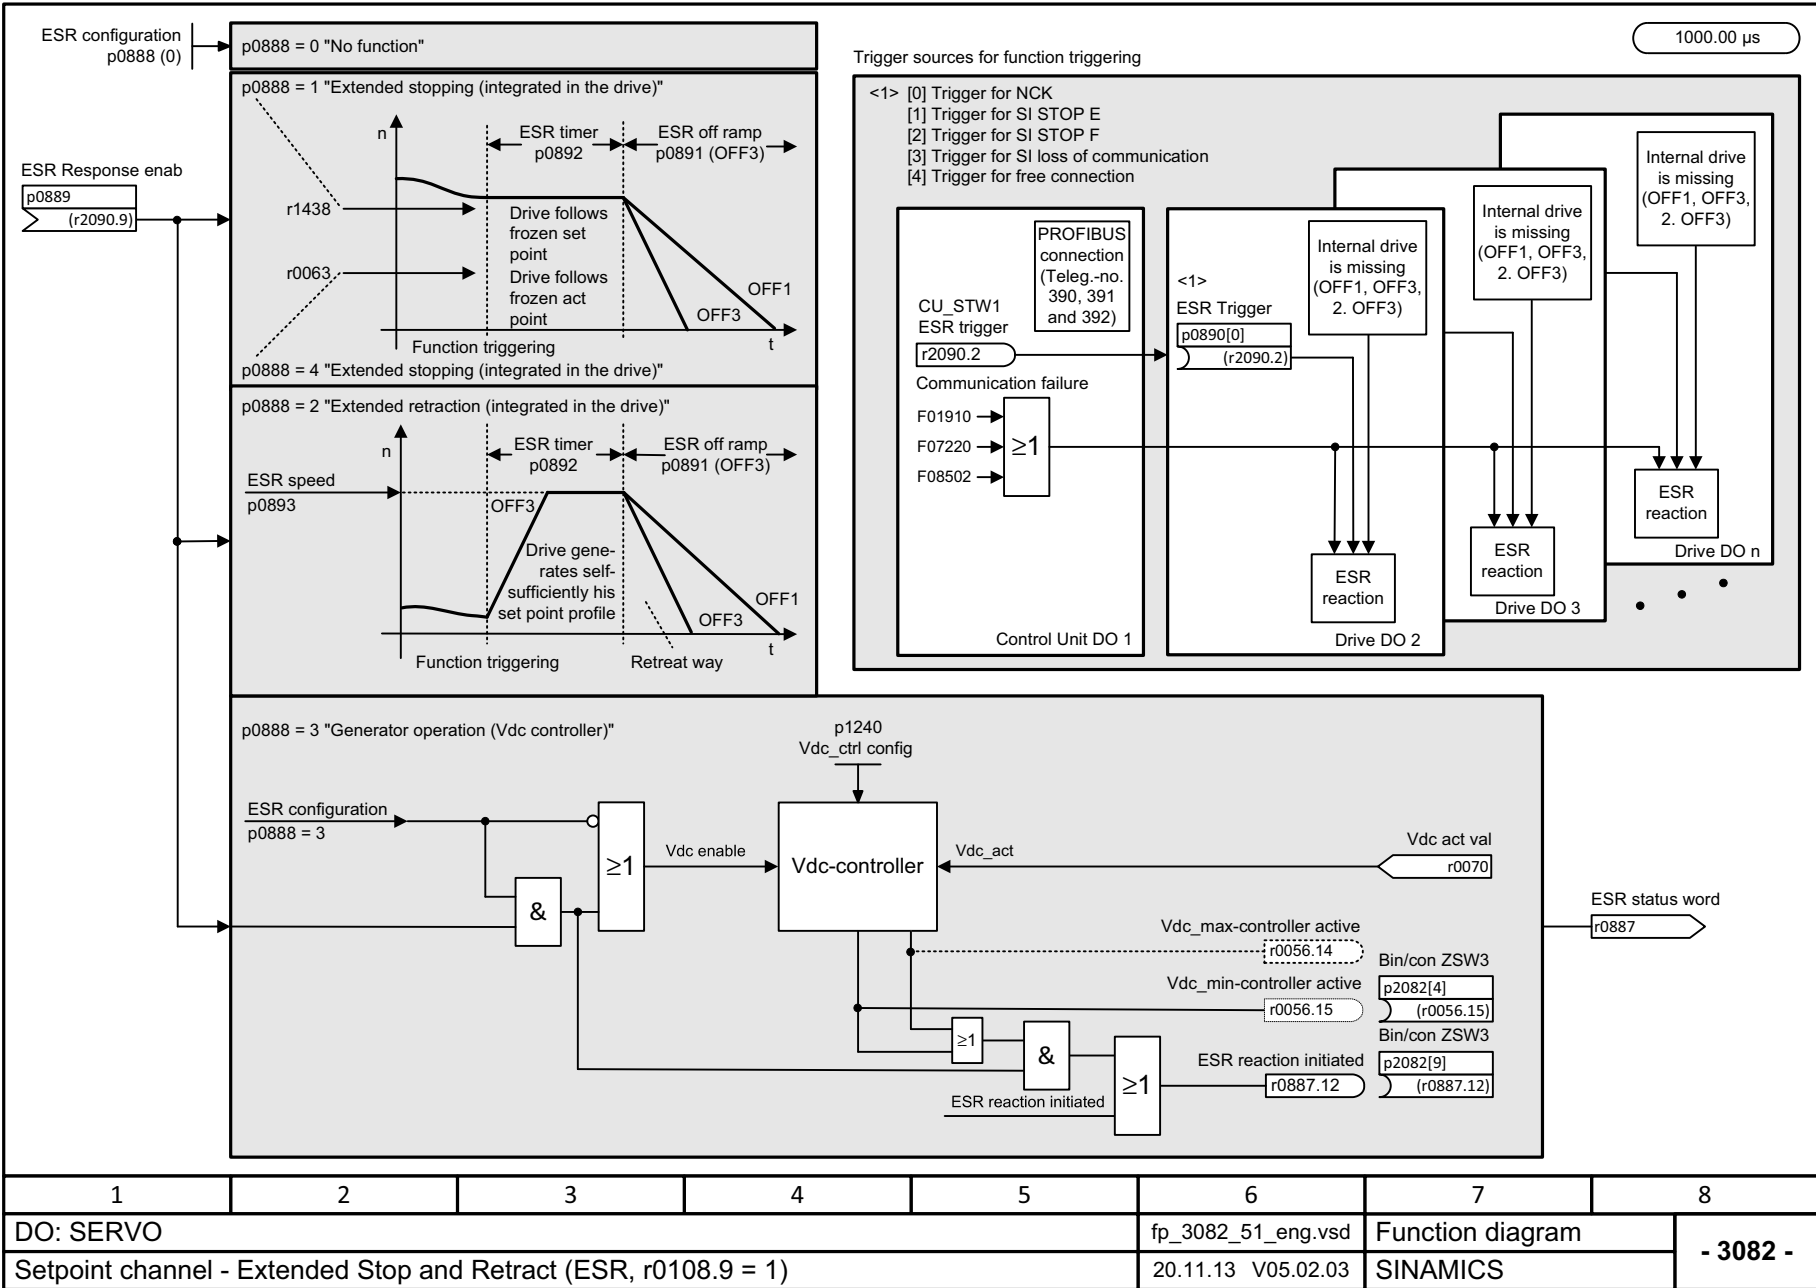 ESR configuration
p0888 (0)
p0888 = 0 "No function"
1000.00 µs
p0888 = 1 "Extended stopping (integrated in the drive)"
n
ESR timer
p0892
ESR off ramp
p0891 (OFF3)
ESR Response enab
p0889
(r2090.9)
r1438
Drive follows
frozen set
point
r0063
Drive follows
frozen act
point
OFF1
OFF3
t
Function triggering
p0888 = 4 "Extended stopping (integrated in the drive)"
p0888 = 2 "Extended retraction (integrated in the drive)"
n
ESR timer
p0892
ESR off ramp
p0891 (OFF3)
ESR speed
p0893
OFF3
Drive gene-
rates self-
sufficiently his
set point profile
OFF1
OFF3
t
Function triggering
Retreat way
Trigger sources for function triggering
<1> [0] Trigger for NCK
[1] Trigger for SI STOP E
[2] Trigger for SI STOP F
[3] Trigger for SI loss of communication
[4] Trigger for free connection
PROFIBUS
connection
(Teleg.-no.
390, 391
and 392)
CU_STW1
ESR trigger
r2090.2
Communication failure
F01910
F07220
F08502
≥1
Control Unit DO 1
<1>
ESR Trigger
p0890[0]
(r2090.2)
Internal drive
is missing
(OFF1, OFF3,
2. OFF3)
ESR
reaction
Drive DO 2
Internal drive
is missing
(OFF1, OFF3,
2. OFF3)
ESR
reaction
Drive DO 3
Internal drive
is missing
(OFF1, OFF3,
2. OFF3)
ESR
reaction
Drive DO n
p0888 = 3 "Generator operation (Vdc controller)"
p1240
Vdc_ctrl config
ESR configuration
p0888 = 3
≥1
&
Vdc enable
Vdc-controller
Vdc_act
Vdc act val
r0070
ESR status word
r0887
Vdc_max-controller active
r0056.14
Bin/con ZSW3
Vdc_min-controller active
p2082[4]
r0056.15
(r0056.15)
Bin/con ZSW3
≥1
&
≥1
ESR reaction initiated
p2082[9]
r0887.12
(r0887.12)
ESR reaction initiated
1 2 3 4 5 6 7 8
DO: SERVO
fp_3082_51_eng.vsd
Function diagram
- 3082 -
Setpoint channel - Extended Stop and Retract (ESR, r0108.9 = 1)
20.11.13 V05.02.03
SINAMICS